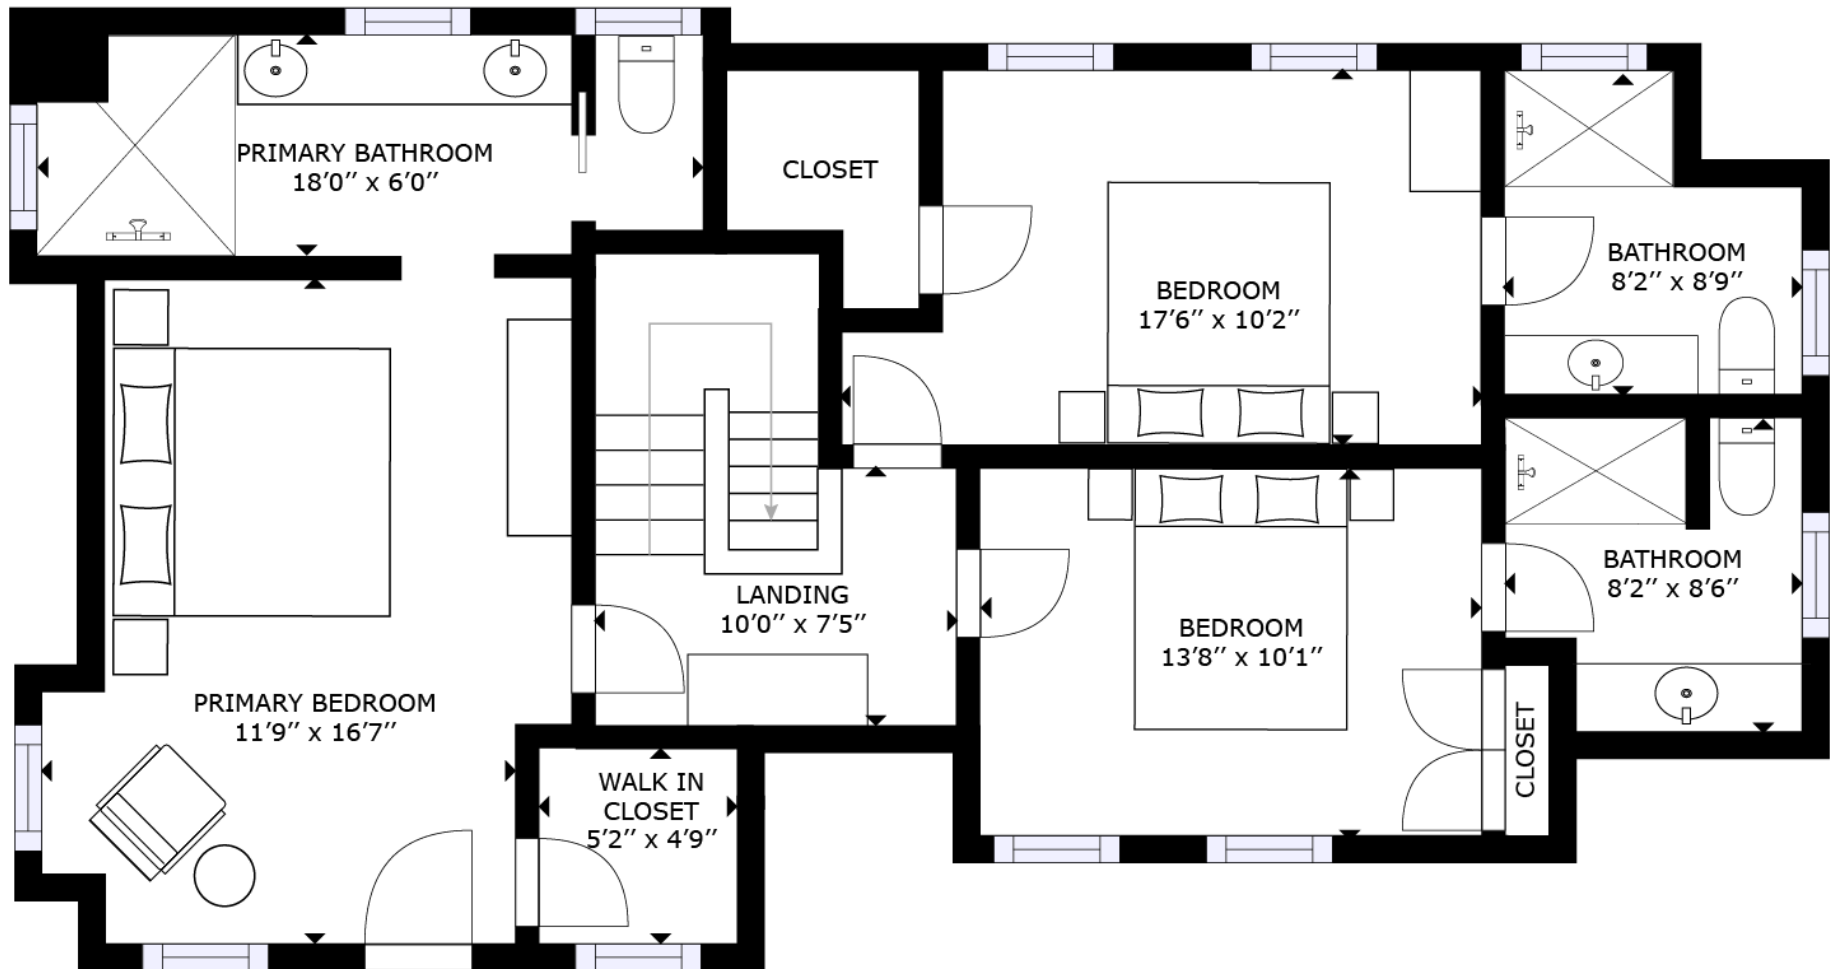 PRIMARY BATHROOM
18’0’’ x 6’0’’
CLOSET
BEDROOM
17’6’’ x 10’2’’
BATHROOM
8’2’’ x 8’9’’
BATHROOM
8’2’’ x 8’6’’
LANDING
10’0’’ x 7’5’’
BEDROOM
13’8’’ x 10’1’’
PRIMARY BEDROOM
11’9’’ x 16’7’’
WALK IN
CLOSET
5’2’’ x 4’9’’
CLOSET